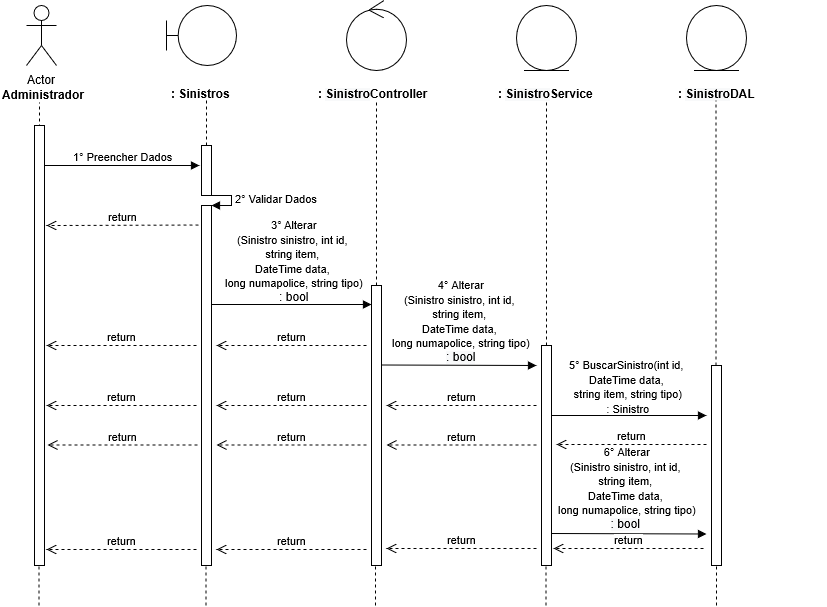 Actor
Administrador
: Sinistros
: SinistroController
: SinistroService
: SinistroDAL
1° Preencher Dados
2° Validar Dados
return
3° Alterar
(Sinistro sinistro, int id,
string item,
DateTime data,
long numapolice, string tipo)
: bool
4° Alterar
(Sinistro sinistro, int id,
string item,
DateTime data,
long numapolice, string tipo)
: bool
return
return
5° BuscarSinistro(int id,
DateTime data,
string item, string tipo)
: Sinistro
return
return
return
return
return
return
return
6° Alterar
(Sinistro sinistro, int id,
string item,
DateTime data,
long numapolice, string tipo)
: bool
return
return
return
return